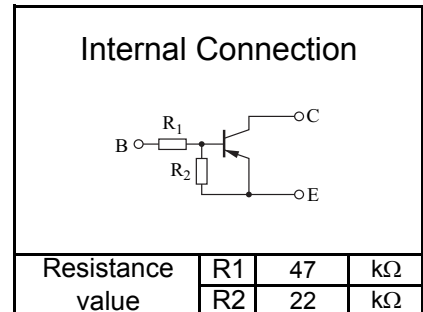 Internal Connection
C
R1
B
R2
E
Resistance value R1 47 kΩ
R2 22 kΩ